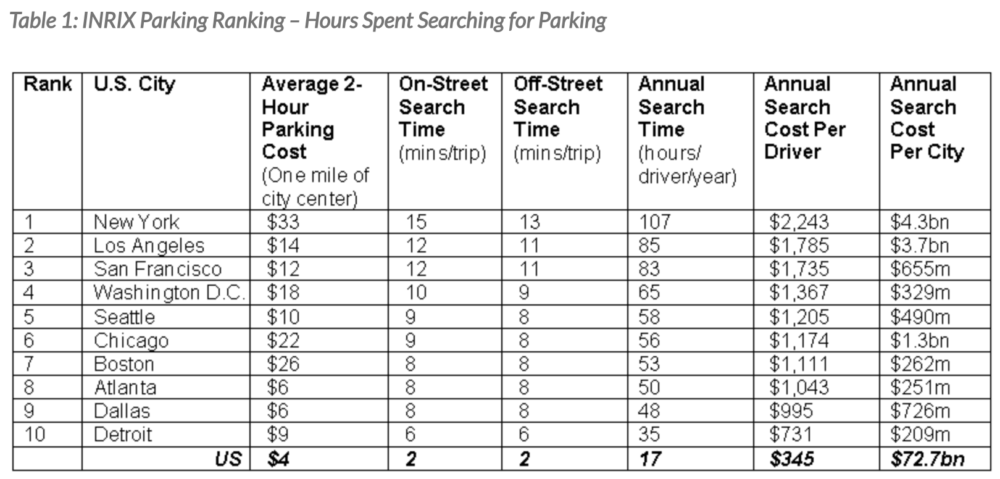 Table 1: INRIX Parking Ranking – Hours Spent Searching for Parking
Rank U.S. City Average 2-Hour Parking Cost (One mile of city center) On-Street Search Time (mins/trip) Off-Street Search Time (mins/trip) Annual Search Time (hours/driver/year) Annual Search Cost Per Driver Annual Search Cost Per City
1 New York $33 15 13 107 $2,243 $4.3bn
2 Los Angeles $14 12 11 85 $1,785 $3.7bn
3 San Francisco $12 12 11 83 $1,735 $655m
4 Washington D.C. $18 10 9 65 $1,367 $329m
5 Seattle $10 9 8 58 $1,205 $490m
6 Chicago $22 9 8 56 $1,174 $1.3bn
7 Boston $26 8 8 53 $1,111 $262m
8 Atlanta $6 8 8 50 $1,043 $251m
9 Dallas $6 8 8 48 $995 $726m
10 Detroit $9 6 6 35 $731 $209m
US $4 2 2 17 $345 $72.7bn